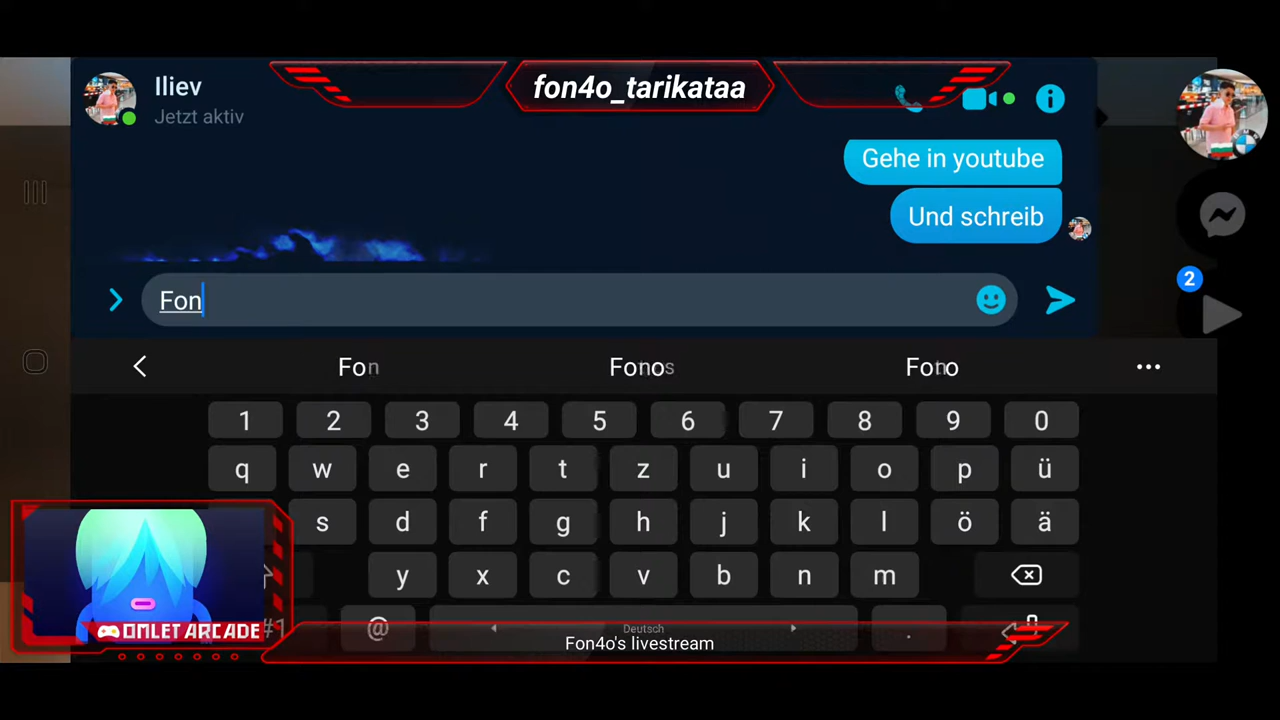 Iliev
Jetzt aktiv
fon4o_tarikataa
Gehe in youtube
Und schreib
2
Fon
Fon Fonos Fono
1 2 3 4 5 6 7 8 9 0
q w e r t z u i o p ü
s d f g h j k l ö ä
y x c v b n m
#1 @ Deutsch .
OMLET ARCADE
Fon4o's livestream